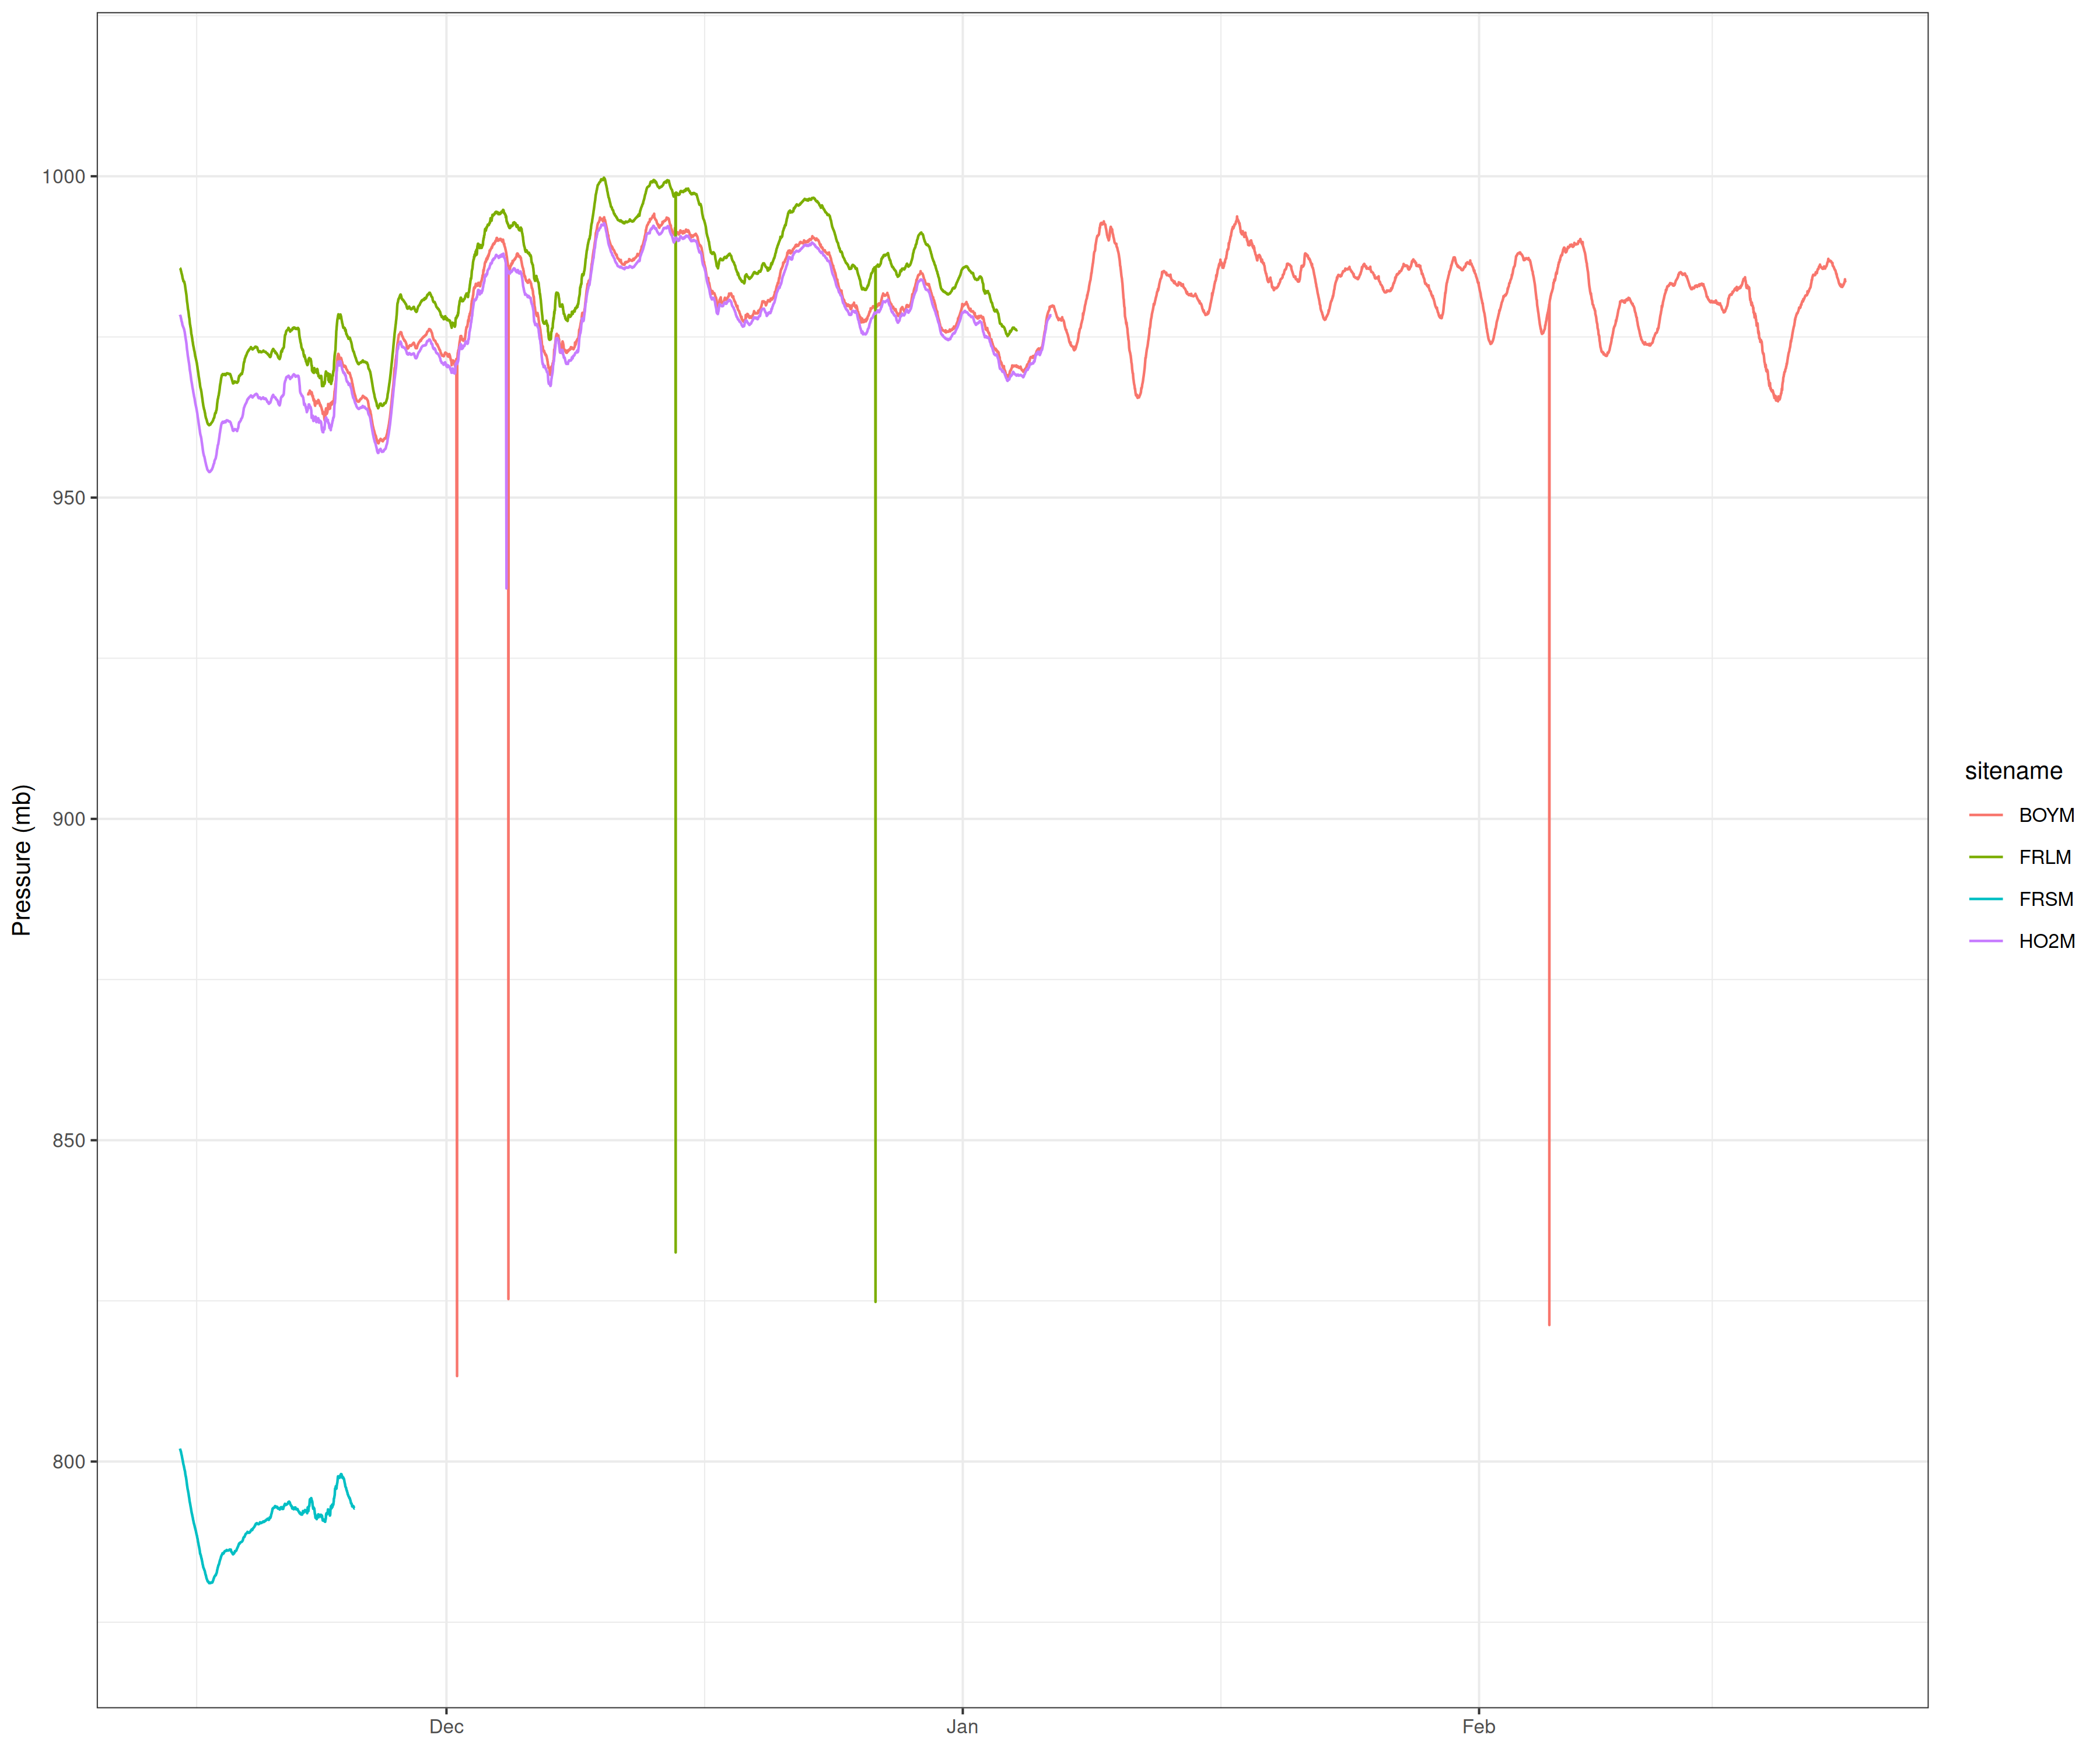 1000
950
900
850
800
Pressure (mb)
Dec
Jan
Feb
sitename
BOYM
FRLM
FRSM
HO2M